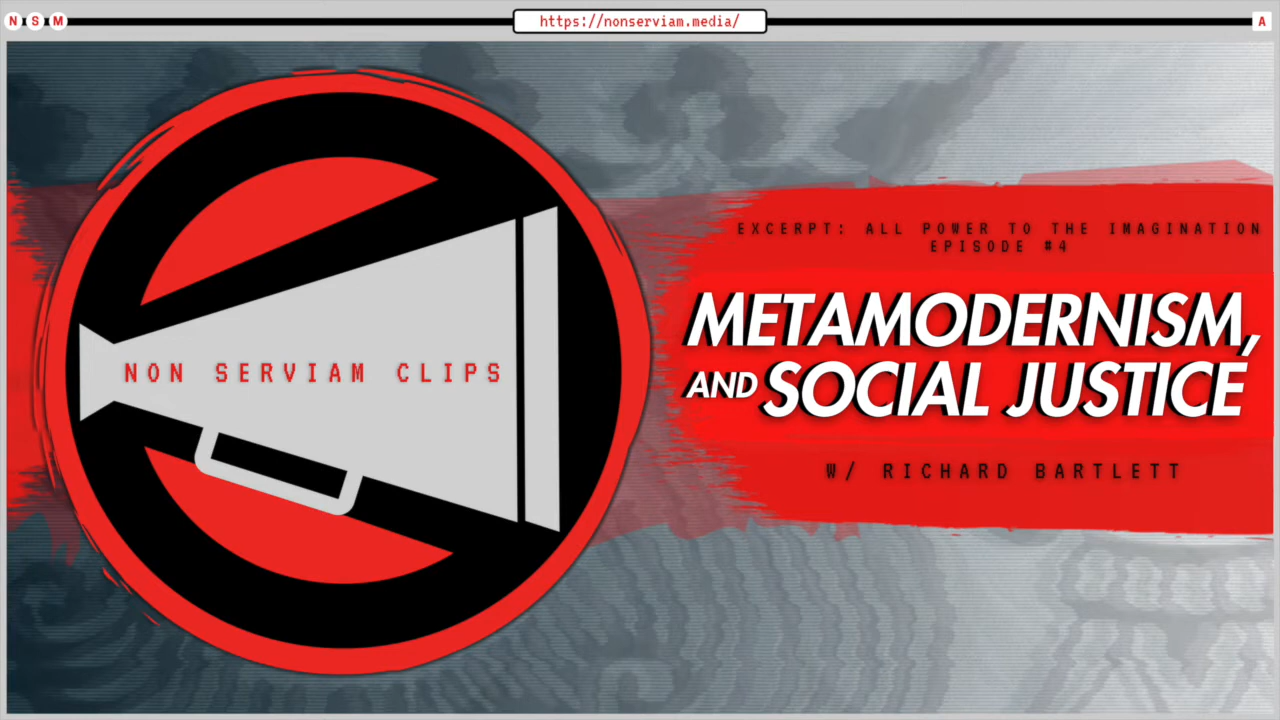 N S M
https://nonserviam.media/
A
EXCERPT: ALL POWER TO THE IMAGINATION
EPISODE #4
METAMODERNISM,
AND SOCIAL JUSTICE
NON SERVIAM CLIPS
W/ RICHARD BARTLETT